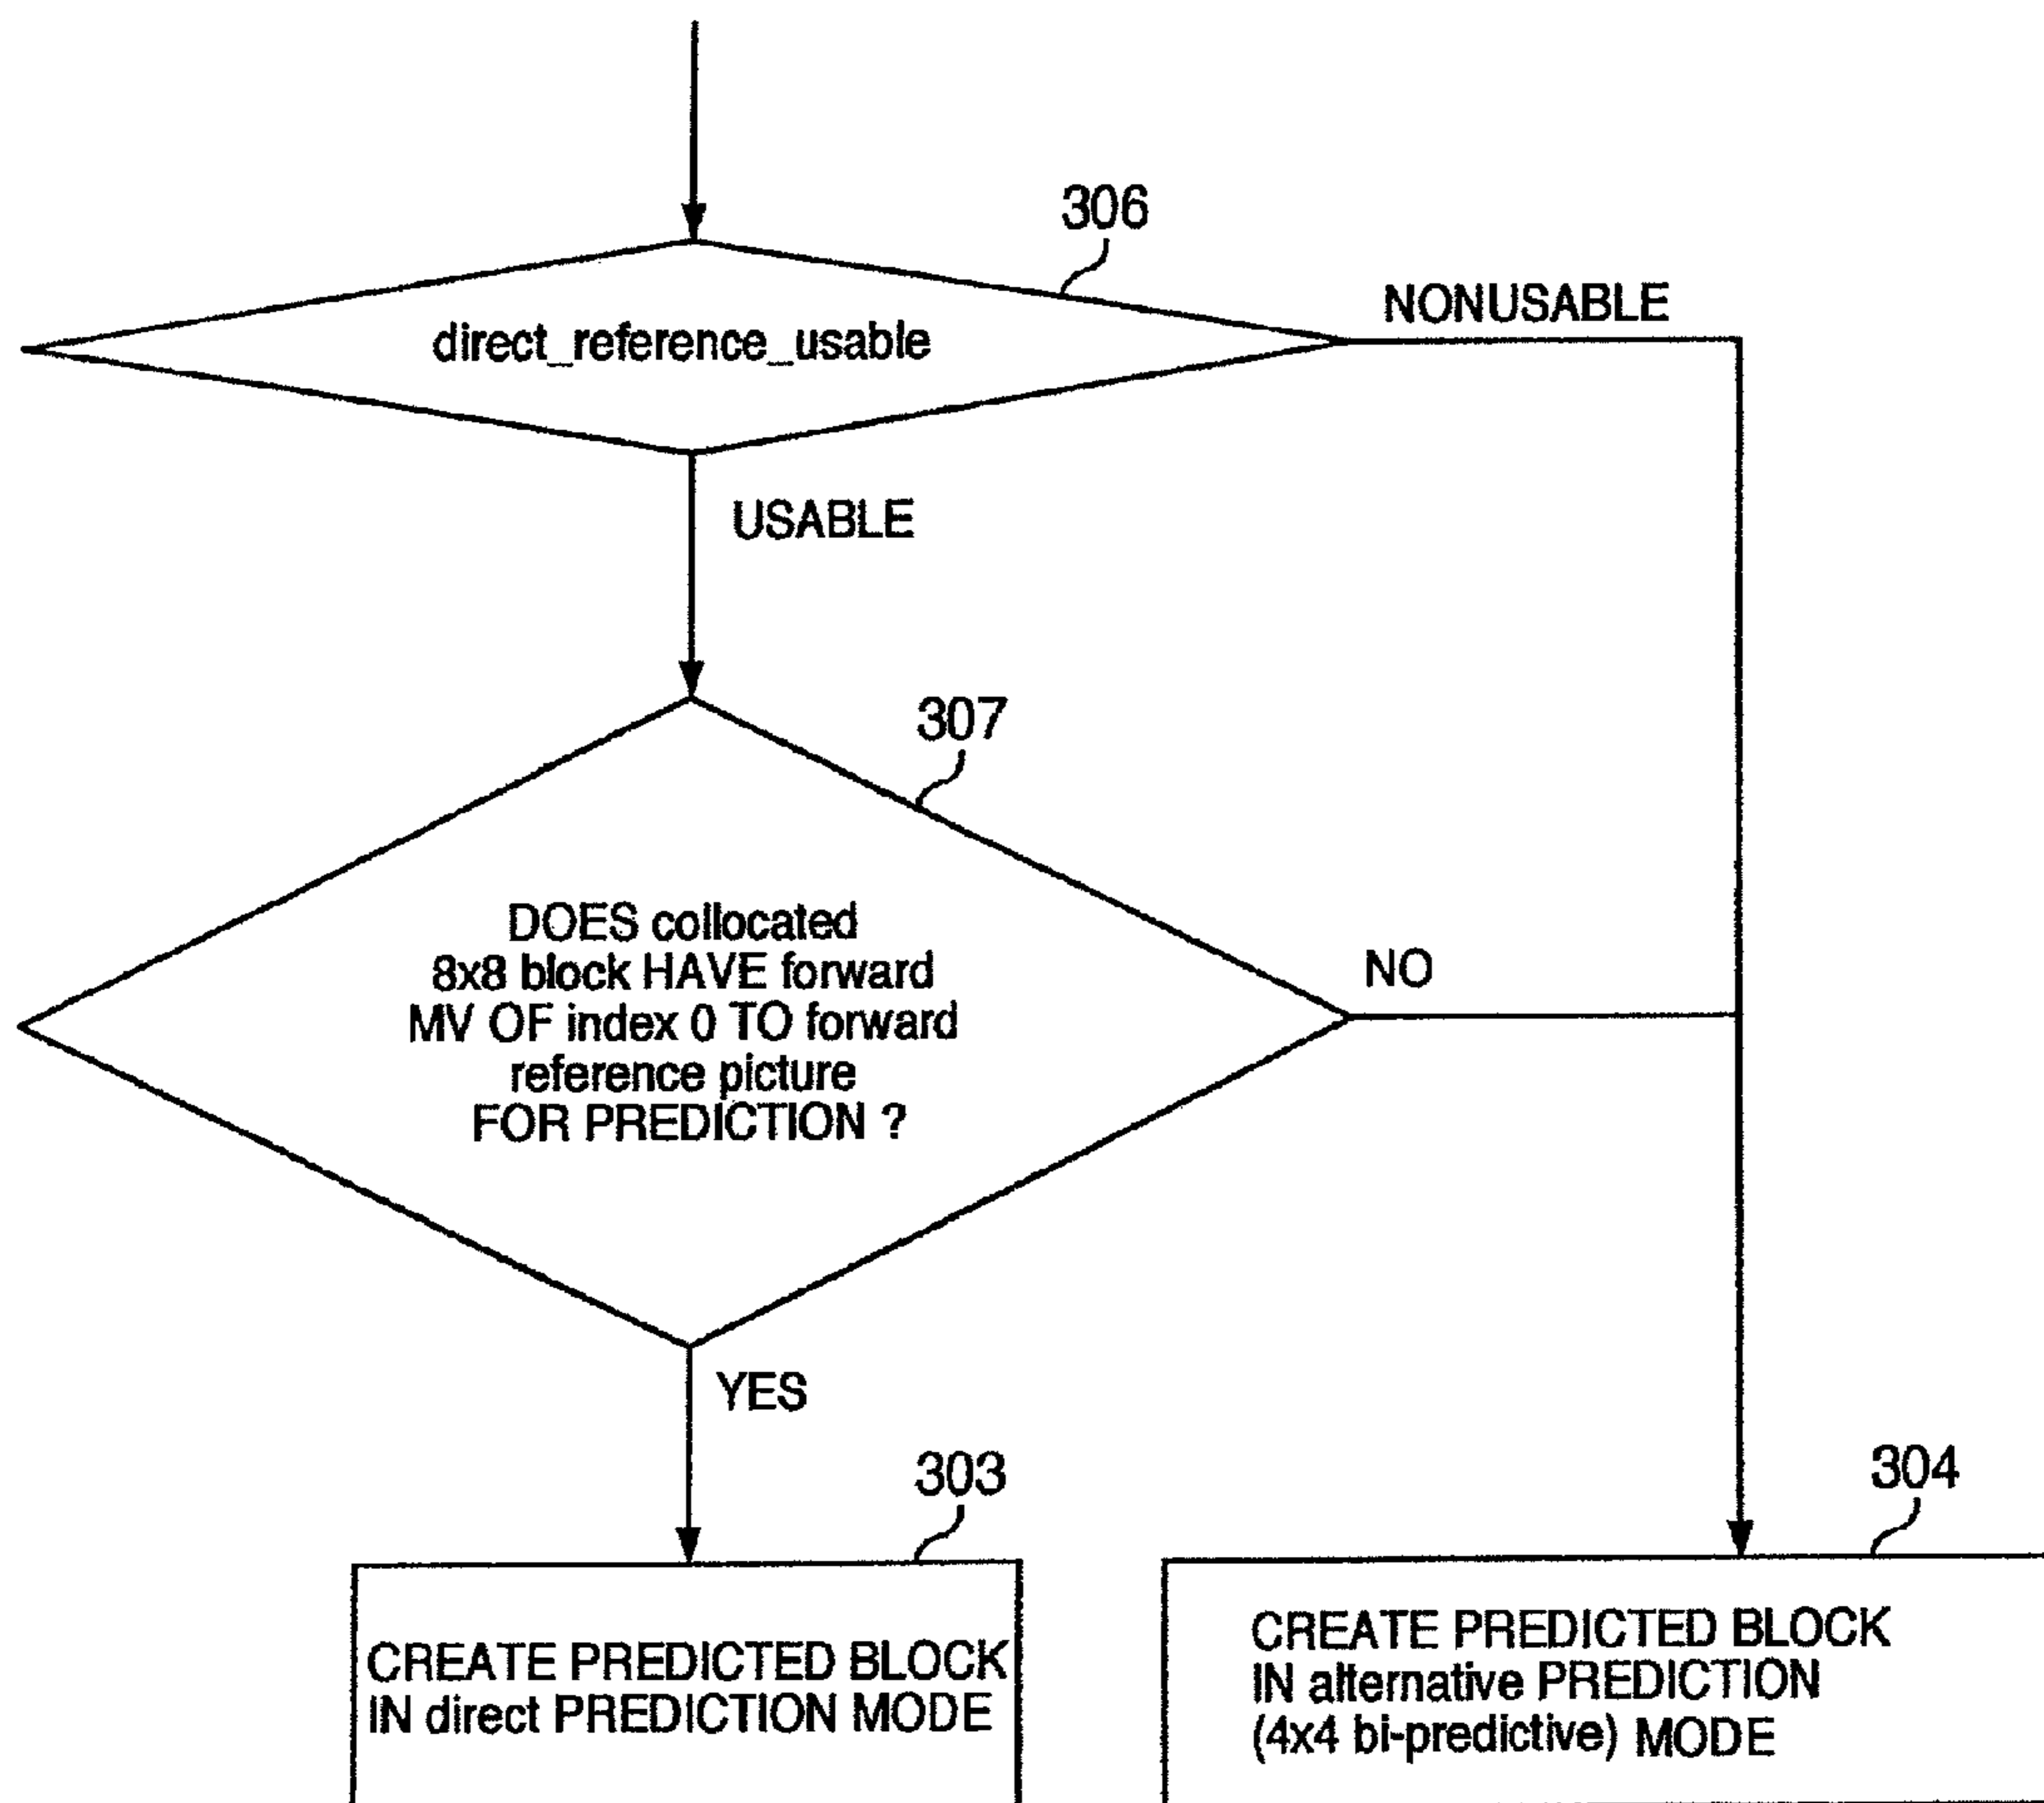 306
NONUSABLE
direct_reference_usable
USABLE
307
DOES collocated
8x8 block HAVE forward
MV OF index 0 TO forward
reference picture
FOR PREDICTION ?
NO
YES
303
304
CREATE PREDICTED BLOCK
IN direct PREDICTION MODE
CREATE PREDICTED BLOCK
IN alternative PREDICTION
(4x4 bi-predictive) MODE